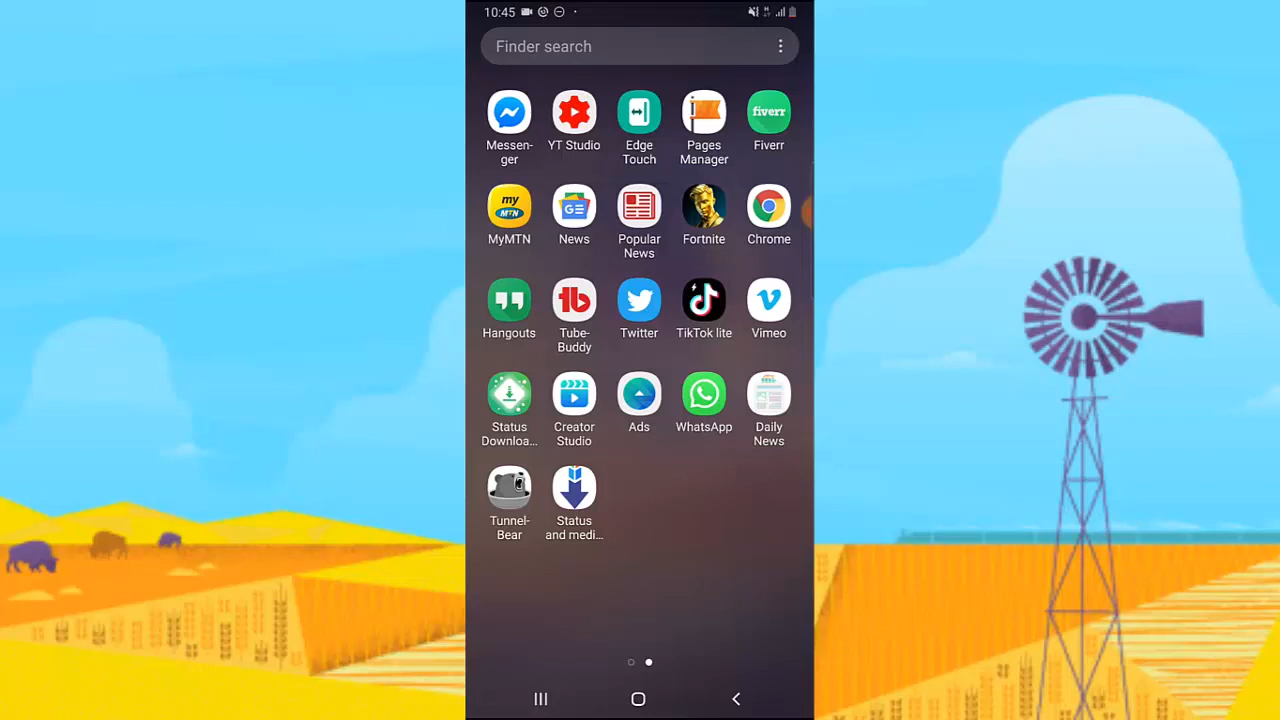 10:45
Finder search
Messen-
ger
YT Studio
Edge
Touch
Pages
Manager
fiverr
Fiverr
my
MTN
MyMTN
GE
News
Popular
News
Fortnite
Chrome
Hangouts
tb
Tube-
Buddy
Twitter
TikTok lite
Vimeo
Status
Downloa...
Creator
Studio
Ads
WhatsApp
Daily
News
Tunnel-
Bear
Status
and medi...